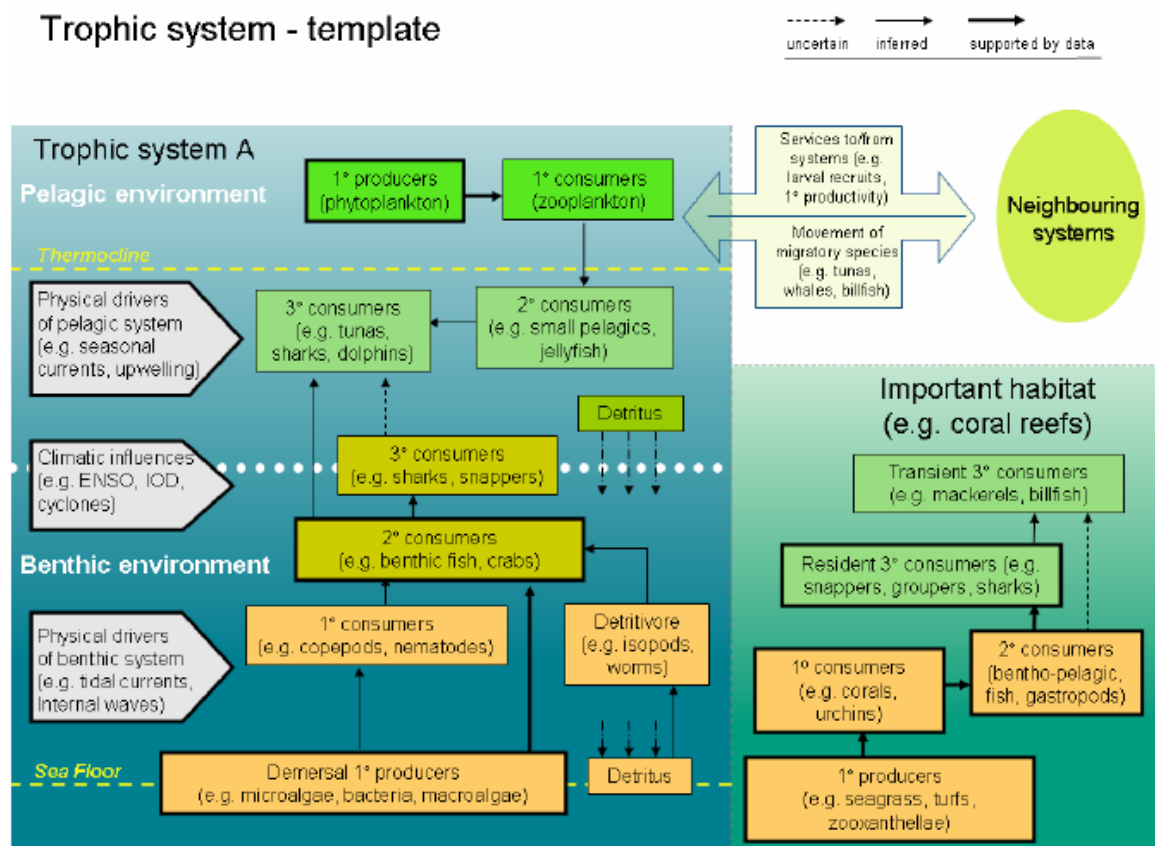 Trophic system - template
uncertain
inferred
supported by data
Trophic system A
Pelagic environment
1° producers
(phytoplankton)
1° consumers
(zooplankton)
Services to/from
systems (e.g.
larval recruits,
1° productivity)
Movement of
migratory species
(e.g. tunas,
whales, billfish)
Neighbouring
systems
Thermocline
Physical drivers
of pelagic system
(e.g. seasonal
currents, upwelling)
3° consumers
(e.g. tunas,
sharks, dolphins)
2° consumers
(e.g. small pelagics,
jellyfish)
Detritus
Climatic influences
(e.g. ENSO, IOD,
cyclones)
3° consumers
(e.g. sharks, snappers)
Benthic environment
2° consumers
(e.g. benthic fish, crabs)
Physical drivers
of benthic system
(e.g. tidal currents,
Internal waves)
1° consumers
(e.g. copepods, nematodes)
Detritivore
(e.g. isopods,
worms)
Sea Floor
Demersal 1° producers
(e.g. microalgae, bacteria, macroalgae)
Detritus
Important habitat
(e.g. coral reefs)
Transient 3° consumers
(e.g. mackerels, billfish)
Resident 3° consumers (e.g.
snappers, groupers, sharks)
2° consumers
(bentho-pelagic,
fish, gastropods)
1º consumers
(e.g. corals,
urchins)
1° producers
(e.g. seagrass, turfs,
zooxanthellae)